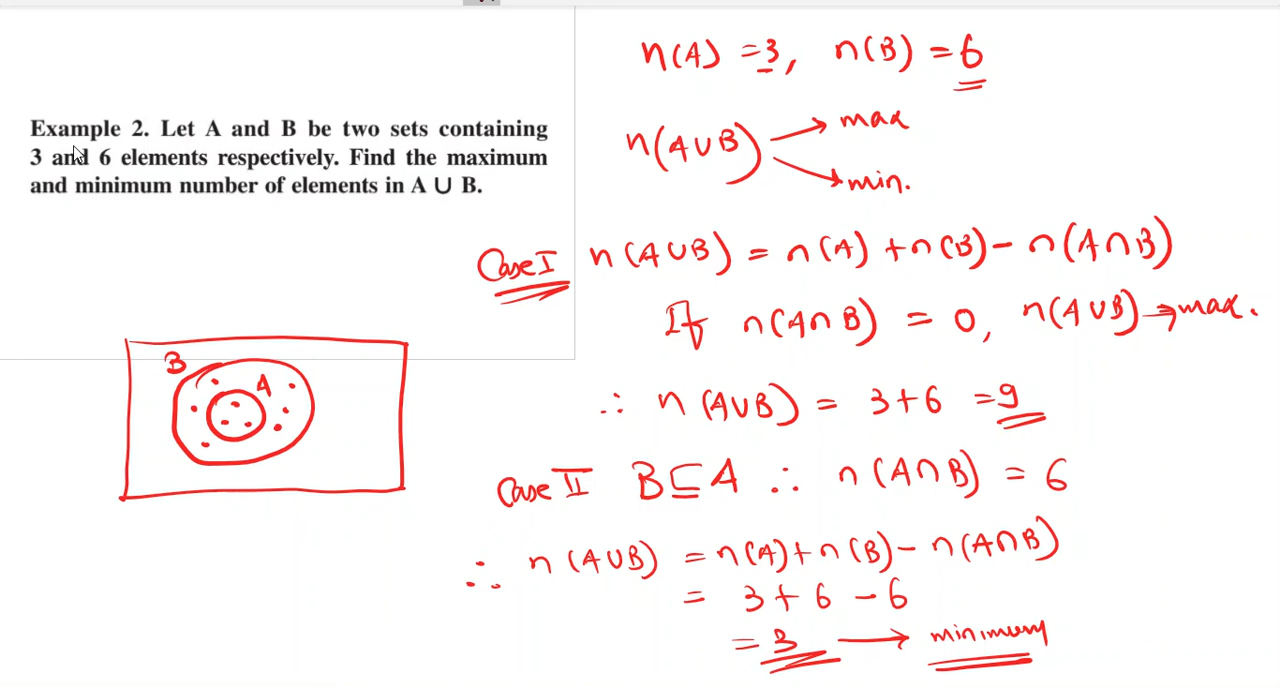 Example 2. Let A and B be two sets containing
3 and 6 elements respectively. Find the maximum
and minimum number of elements in A ∪ B.
n(A) = 3, n(B) = 6
n(A∪B) → max
→ min.
Case I n(A∪B) = n(A) + n(B) - n(A∩B)
If n(A∩B) = 0, n(A∪B) → max.
∴ n(A∪B) = 3+6 = 9
B
A
Case II B⊆A ∴ n(A∩B) = 6
∴ n(A∪B) = n(A)+n(B) - n(A∩B)
= 3+6-6
= 3 → minimum